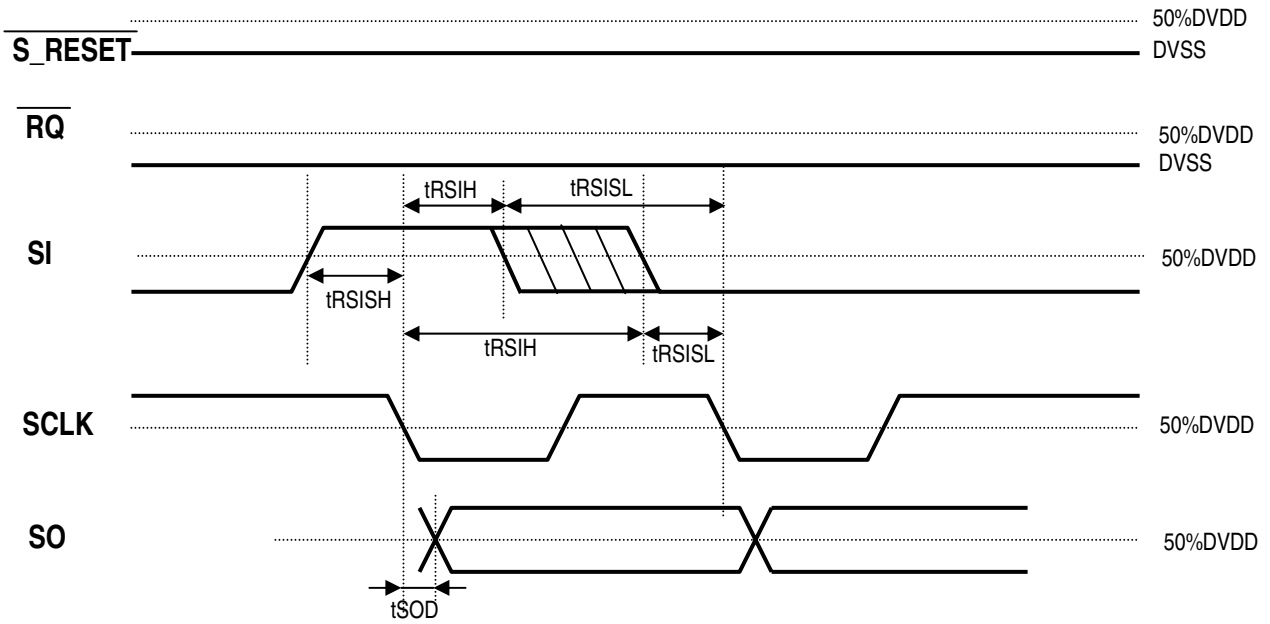 50%DVDD
S_RESET
DVSS
RQ
50%DVDD
DVSS
tRSIH
tRSISL
SI
50%DVDD
tRSISH
tRSIH
tRSISL
SCLK
50%DVDD
SO
50%DVDD
tSOD